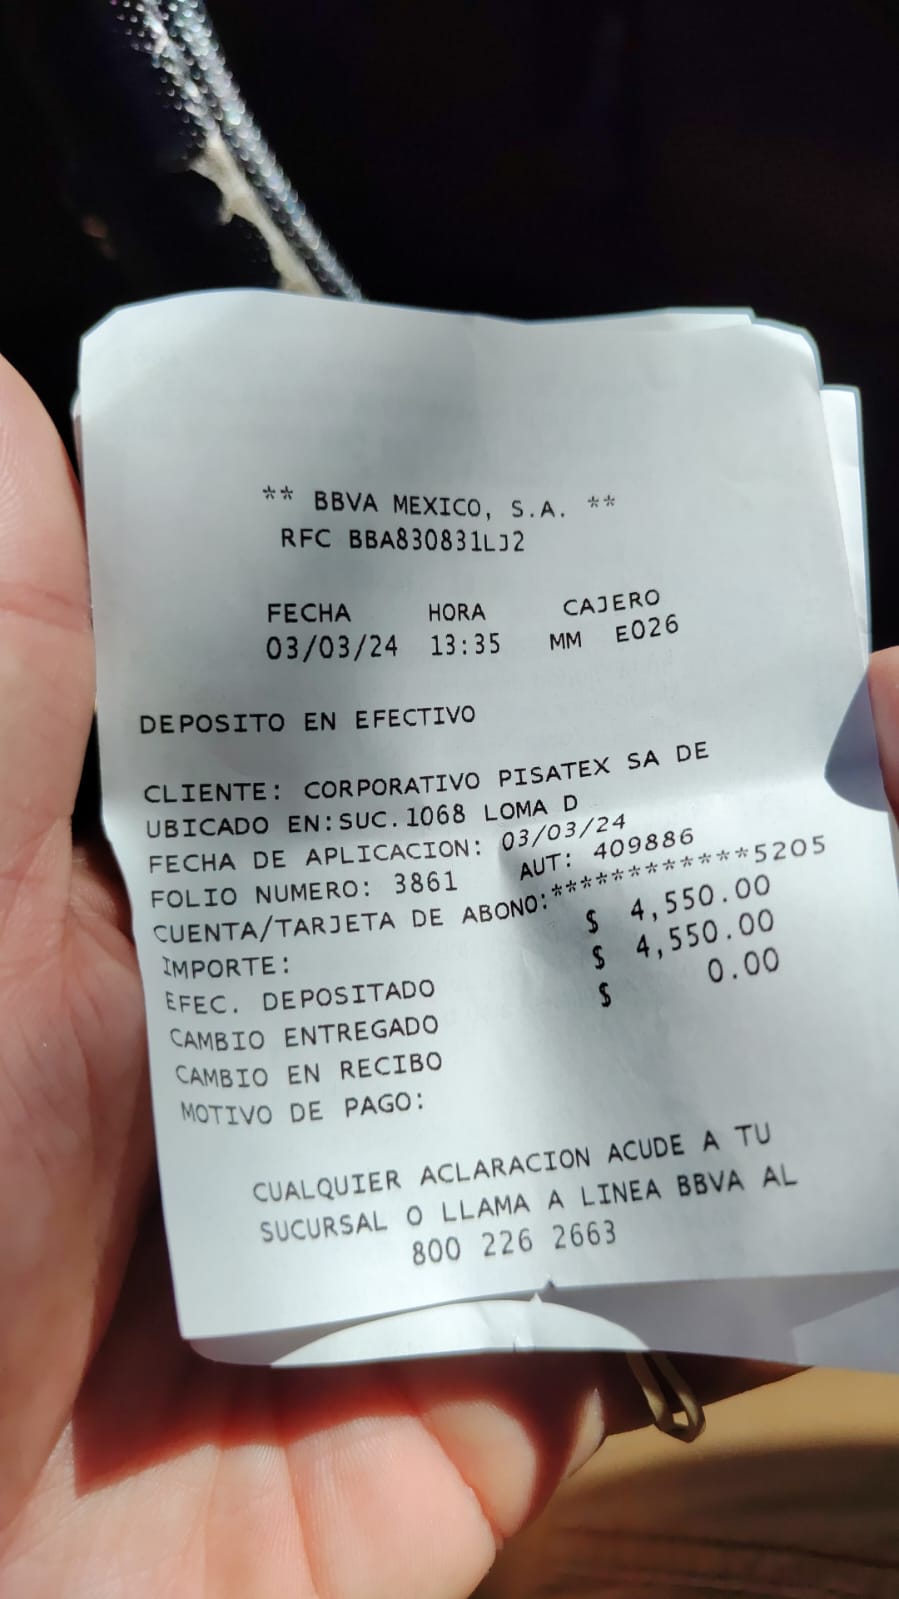 ** BBVA MEXICO, S.A. **
RFC BBA830831LJ2
FECHA HORA CAJERO
03/03/24 13:35 MM E026
DEPOSITO EN EFECTIVO
CLIENTE: CORPORATIVO PISATEX SA DE
UBICADO EN:SUC.1068 LOMA D
FECHA DE APLICACION: 03/03/24
FOLIO NUMERO: 3861 AUT: 409886
CUENTA/TARJETA DE ABONO:************5205
IMPORTE: $ 4,550.00
EFEC. DEPOSITADO $ 4,550.00
CAMBIO ENTREGADO $ 0.00
CAMBIO EN RECIBO
MOTIVO DE PAGO:
CUALQUIER ACLARACION ACUDE A TU
SUCURSAL O LLAMA A LINEA BBVA AL
800 226 2663